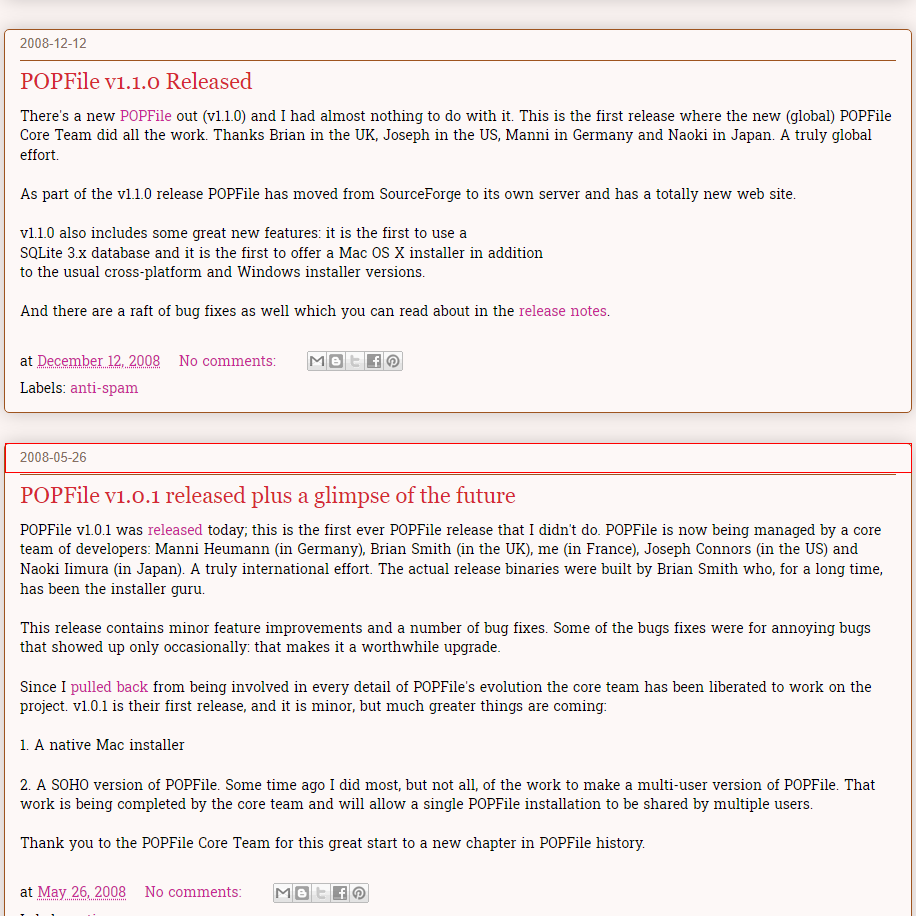 2008-12-12
POPFile v1.1.0 Released
There's a new POPFile out (v1.1.0) and I had almost nothing to do with it. This is the first release where the new (global) POPFile
Core Team did all the work. Thanks Brian in the UK, Joseph in the US, Manni in Germany and Naoki in Japan. A truly global
effort.
As part of the v1.1.0 release POPFile has moved from SourceForge to its own server and has a totally new web site.
v1.1.0 also includes some great new features: it is the first to use a
SQLite 3.x database and it is the first to offer a Mac OS X installer in addition
to the usual cross-platform and Windows installer versions.
And there are a raft of bug fixes as well which you can read about in the release notes.
at December 12, 2008 No comments:
Labels: anti-spam
2008-05-26
POPFile v1.0.1 released plus a glimpse of the future
POPFile v1.0.1 was released today; this is the first ever POPFile release that I didn't do. POPFile is now being managed by a core
team of developers: Manni Heumann (in Germany), Brian Smith (in the UK), me (in France), Joseph Connors (in the US) and
Naoki Iimura (in Japan). A truly international effort. The actual release binaries were built by Brian Smith who, for a long time,
has been the installer guru.
This release contains minor feature improvements and a number of bug fixes. Some of the bugs fixes were for annoying bugs
that showed up only occasionally: that makes it a worthwhile upgrade.
Since I pulled back from being involved in every detail of POPFile's evolution the core team has been liberated to work on the
project. v1.0.1 is their first release, and it is minor, but much greater things are coming:
1. A native Mac installer
2. A SOHO version of POPFile. Some time ago I did most, but not all, of the work to make a multi-user version of POPFile. That
work is being completed by the core team and will allow a single POPFile installation to be shared by multiple users.
Thank you to the POPFile Core Team for this great start to a new chapter in POPFile history.
at May 26, 2008 No comments: